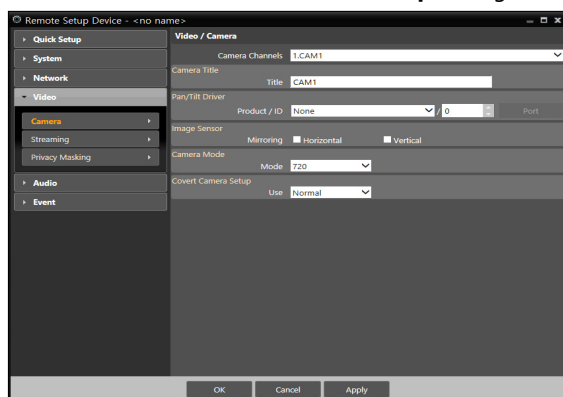 Remote Setup Device - <no name>
Quick Setup
System
Network
Video
Camera
Streaming
Privacy Masking
Audio
Event
Video / Camera
Camera Channels 1.CAM1
Camera Title
Title CAM1
Pan/Tilt Driver
Product / ID None / 0 Port
Image Sensor
Mirroring Horizontal Vertical
Camera Mode
Mode 720
Covert Camera Setup
Use Normal
OK Cancel Apply